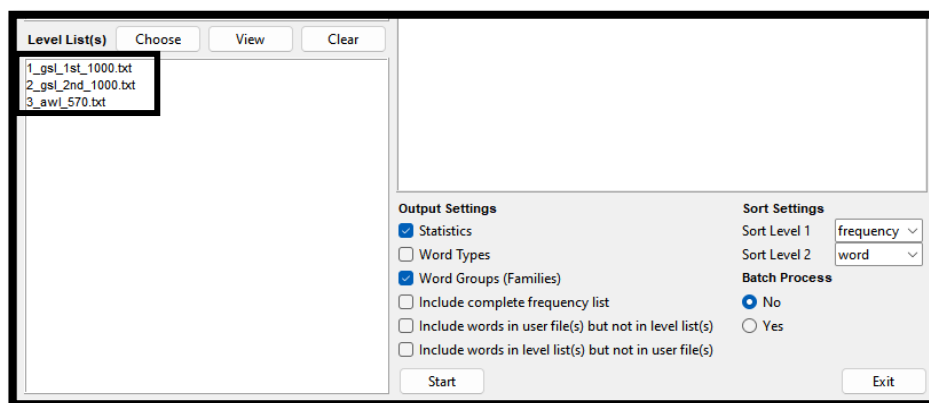 Level List(s) Choose View Clear
1_gsl_1st_1000.txt
2_gsl_2nd_1000.txt
3_awl_570.txt
Output Settings
Statistics
Word Types
Word Groups (Families)
Include complete frequency list
Include words in user file(s) but not in level list(s)
Include words in level list(s) but not in user file(s)
Sort Settings
Sort Level 1 frequency
Sort Level 2 word
Batch Process
No
Yes
Start
Exit